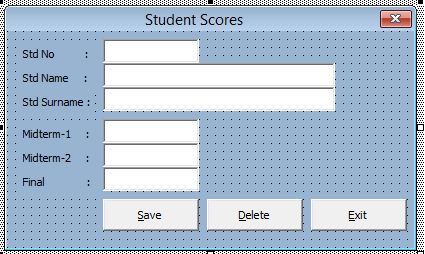 Student Scores
Std No :
Std Name :
Std Surname :
Midterm-1 :
Midterm-2 :
Final :
Save Delete Exit